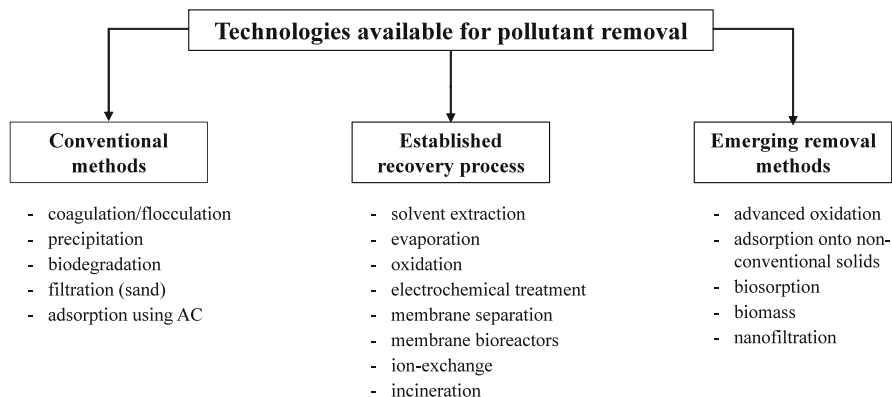 Technologies available for pollutant removal
Conventional
methods
- coagulation/flocculation
- precipitation
- biodegradation
- filtration (sand)
- adsorption using AC
Established
recovery process
- solvent extraction
- evaporation
- oxidation
- electrochemical treatment
- membrane separation
- membrane bioreactors
- ion-exchange
- incineration
Emerging removal
methods
- advanced oxidation
- adsorption onto non-
conventional solids
- biosorption
- biomass
- nanofiltration